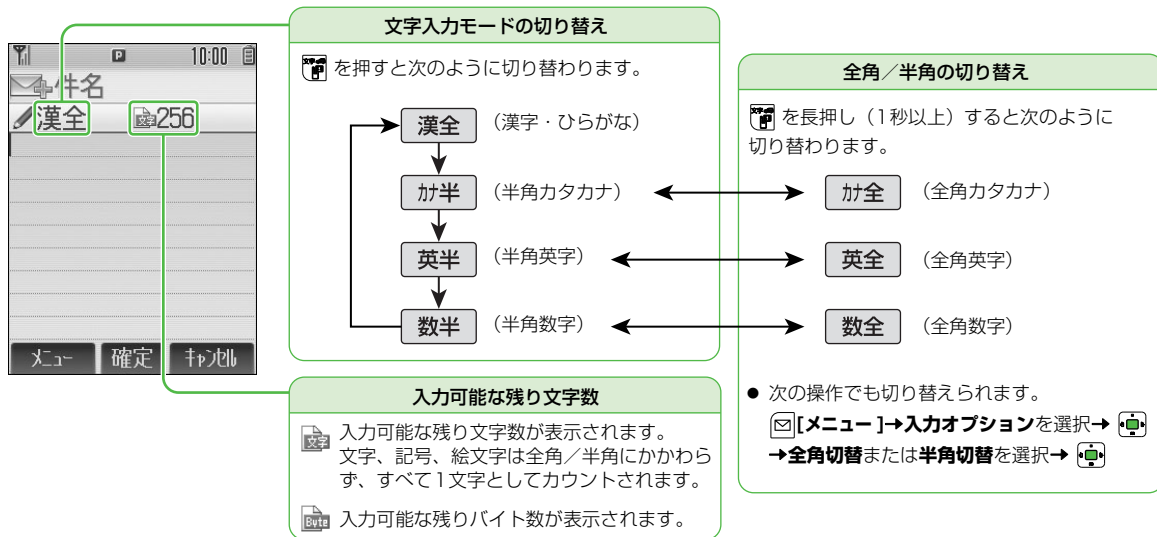 10:00
件名
漢全 文字256
メニュー 確定 キャンセル
文字入力モードの切り替え
を押すと次のように切り替わります。
漢全 (漢字・ひらがな)
カナ半 (半角カタカナ)
英半 (半角英字)
数半 (半角数字)
入力可能な残り文字数
文字 入力可能な残り文字数が表示されます。
文字、記号、絵文字は全角/半角にかかわら
ず、すべて1文字としてカウントされます。
Byte 入力可能な残りバイト数が表示されます。
全角/半角の切り替え
を長押し(1秒以上)すると次のように
切り替わります。
カナ全 (全角カタカナ)
英全 (全角英字)
数全 (全角数字)
● 次の操作でも切り替えられます。
[メニュー]→入力オプションを選択→
→全角切替または半角切替を選択→